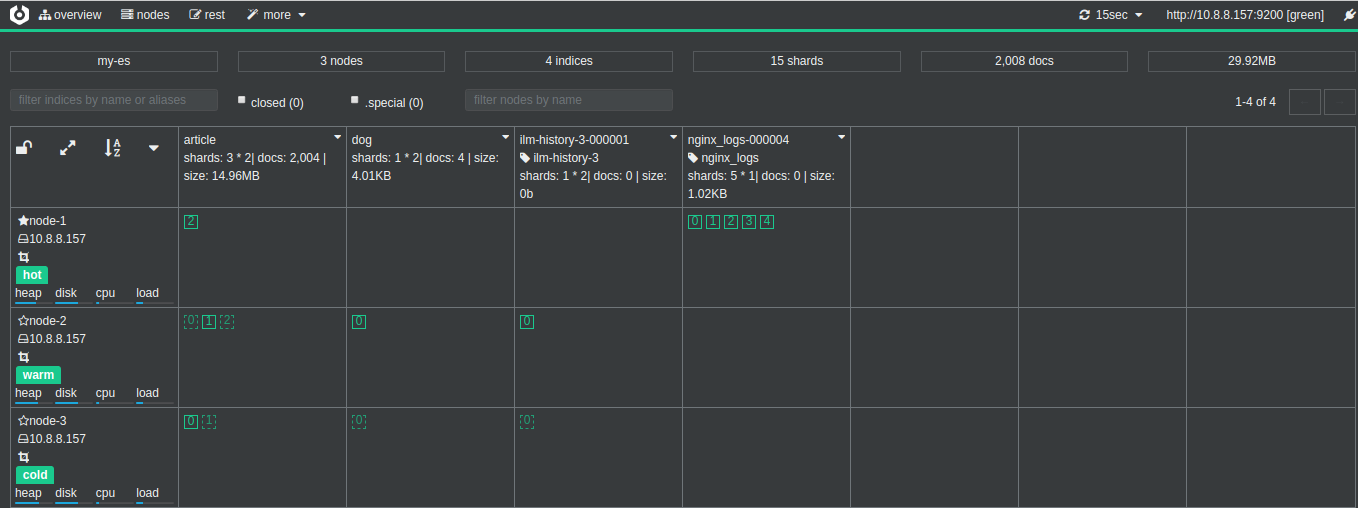 overview nodes rest more 15sec http://10.8.8.157:9200 [green]
my-es 3 nodes 4 indices 15 shards 2,008 docs 29.92MB
filter indices by name or aliases closed (0) .special (0) filter nodes by name 1-4 of 4
A
Z
article
shards: 3 * 2| docs: 2,004 |
size: 14.96MB
dog
shards: 1 * 2| docs: 4 | size:
4.01KB
ilm-history-3-000001
ilm-history-3
shards: 1 * 2| docs: 0 | size:
0b
nginx_logs-000004
nginx_logs
shards: 5 * 1| docs: 0 | size:
1.02KB
node-1
10.8.8.157
hot
heap disk cpu load
2
0 1 2 3 4
node-2
10.8.8.157
warm
heap disk cpu load
0 1 2
0
0
node-3
10.8.8.157
cold
heap disk cpu load
0 1
0
0